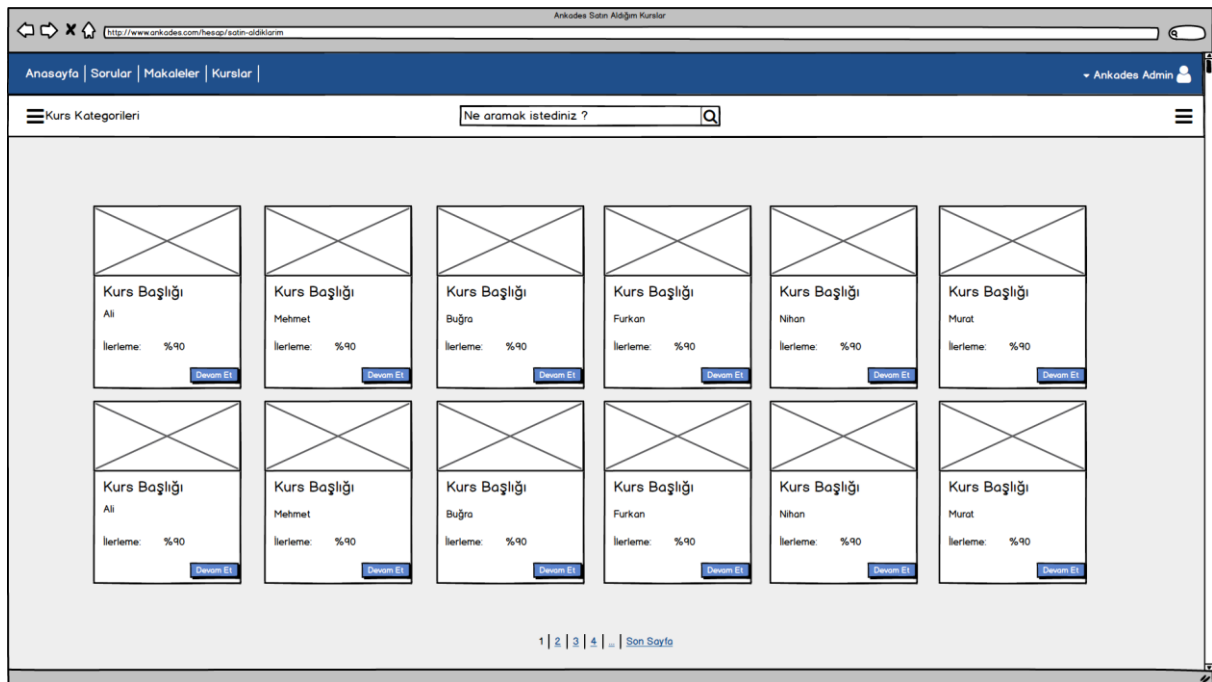 Ankades Satın Aldığım Kurslar
http://www.ankades.com/hesap/satin-aldiklarim
Anasayfa | Sorular | Makaleler | Kurslar |
Ankades Admin
Kurs Kategorileri
Ne aramak istediniz ?
Kurs Başlığı Kurs Başlığı Kurs Başlığı Kurs Başlığı Kurs Başlığı Kurs Başlığı
Ali Mehmet Buğra Furkan Nihan Murat
İlerleme: %90 İlerleme: %90 İlerleme: %90 İlerleme: %90 İlerleme: %90 İlerleme: %90
Devam Et Devam Et Devam Et Devam Et Devam Et Devam Et
Kurs Başlığı Kurs Başlığı Kurs Başlığı Kurs Başlığı Kurs Başlığı Kurs Başlığı
Ali Mehmet Buğra Furkan Nihan Murat
İlerleme: %90 İlerleme: %90 İlerleme: %90 İlerleme: %90 İlerleme: %90 İlerleme: %90
Devam Et Devam Et Devam Et Devam Et Devam Et Devam Et
1 | 2 | 3 | 4 | ... | Son Sayfa